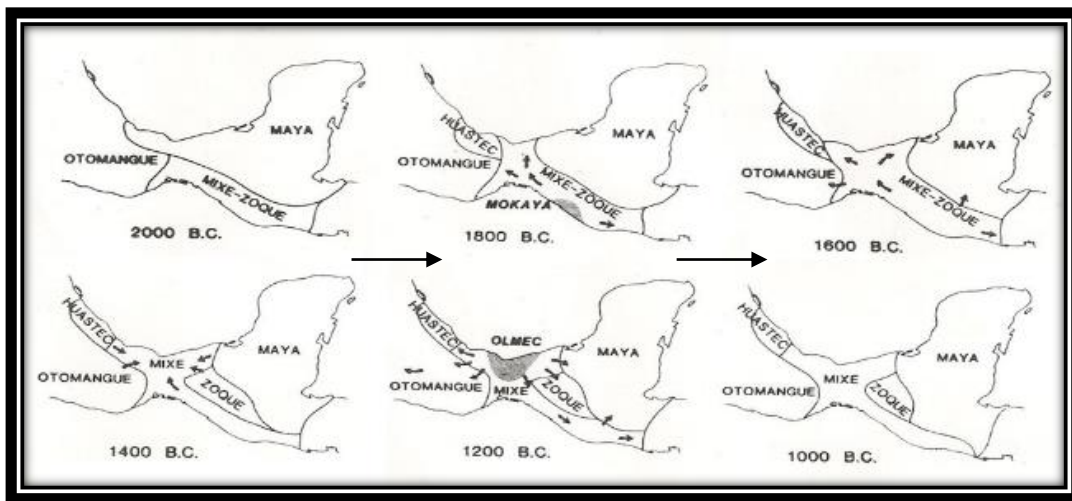 MAYA
OTOMANGUE
MIXE-ZOQUE
2000 B.C.
HUASTEC
MAYA
OTOMANGUE
MIXE-ZOQUE
MOKAYA
1800 B.C.
HUASTEC
MAYA
OTOMANGUE
MIXE-ZOQUE
1600 B.C.
HUASTEC
MAYA
MIXE
OTOMANGUE
ZOQUE
1400 B.C.
HUASTEC
OLMEC
MAYA
OTOMANGUE
MIXE
ZOQUE
1200 B.C.
HUASTEC
MAYA
MIXE
OTOMANGUE
ZOQUE
1000 B.C.